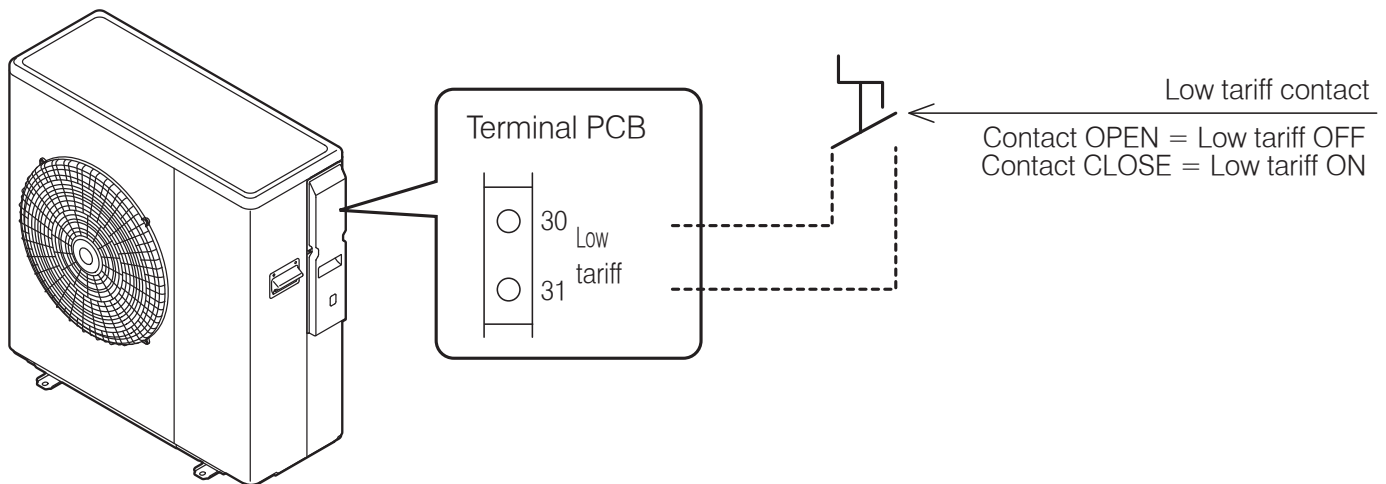 Terminal PCB
30
Low
tariff
31
Low tariff contact
Contact OPEN = Low tariff OFF
Contact CLOSE = Low tariff ON